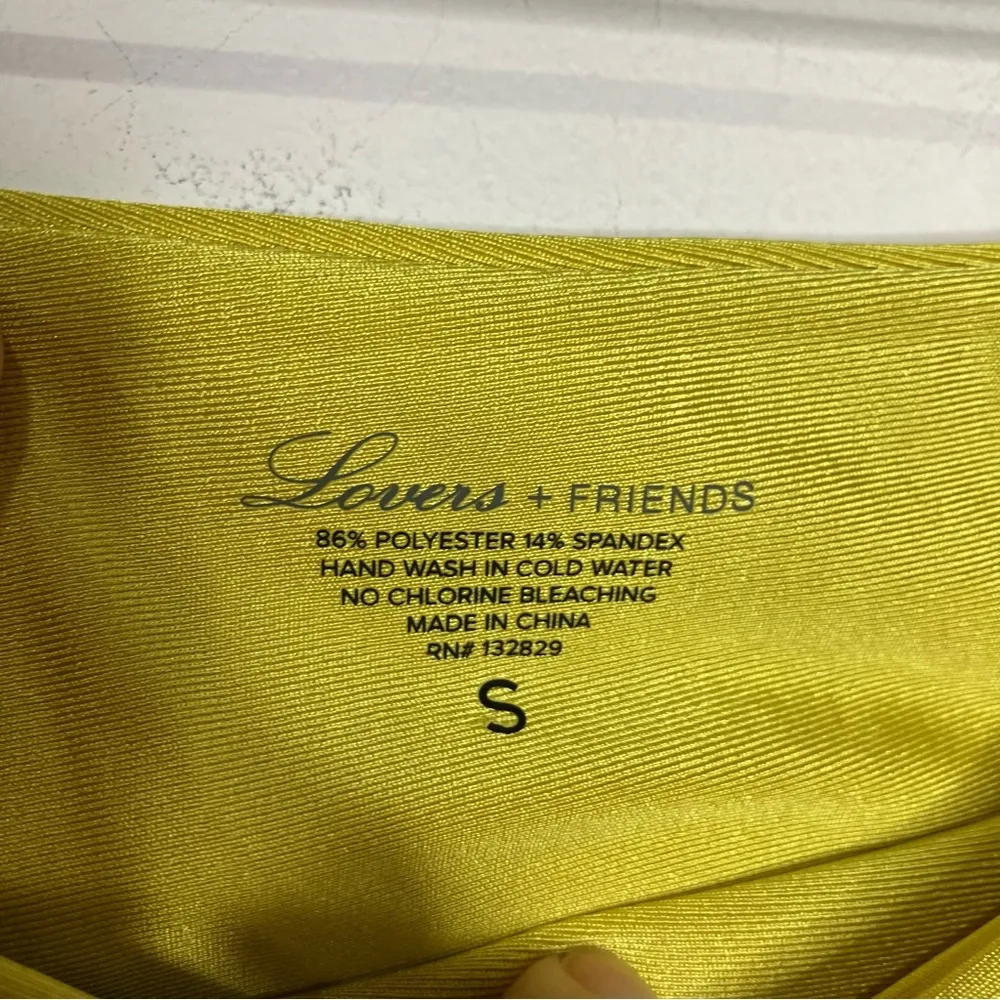 Lovers + FRIENDS
86% POLYESTER 14% SPANDEX
HAND WASH IN COLD WATER
NO CHLORINE BLEACHING
MADE IN CHINA
RN# 132829
S